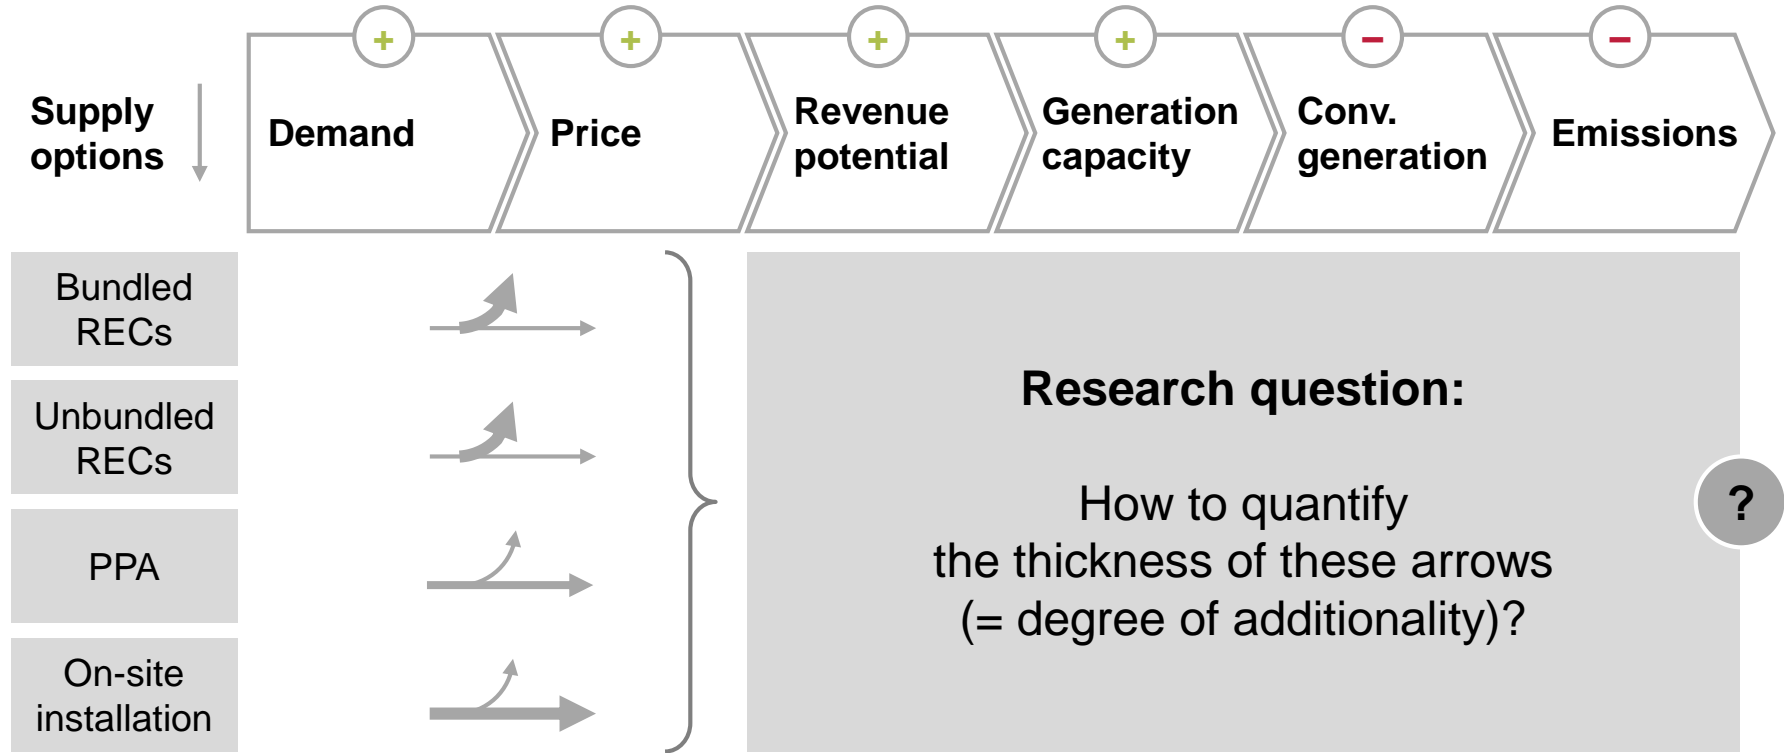 + + + + − −
Supply
options
Demand
Price
Revenue
potential
Generation
capacity
Conv.
generation
Emissions
Bundled
RECs
Unbundled
RECs
PPA
On-site
installation
Research question:
How to quantify
the thickness of these arrows
(= degree of additionality)?
?